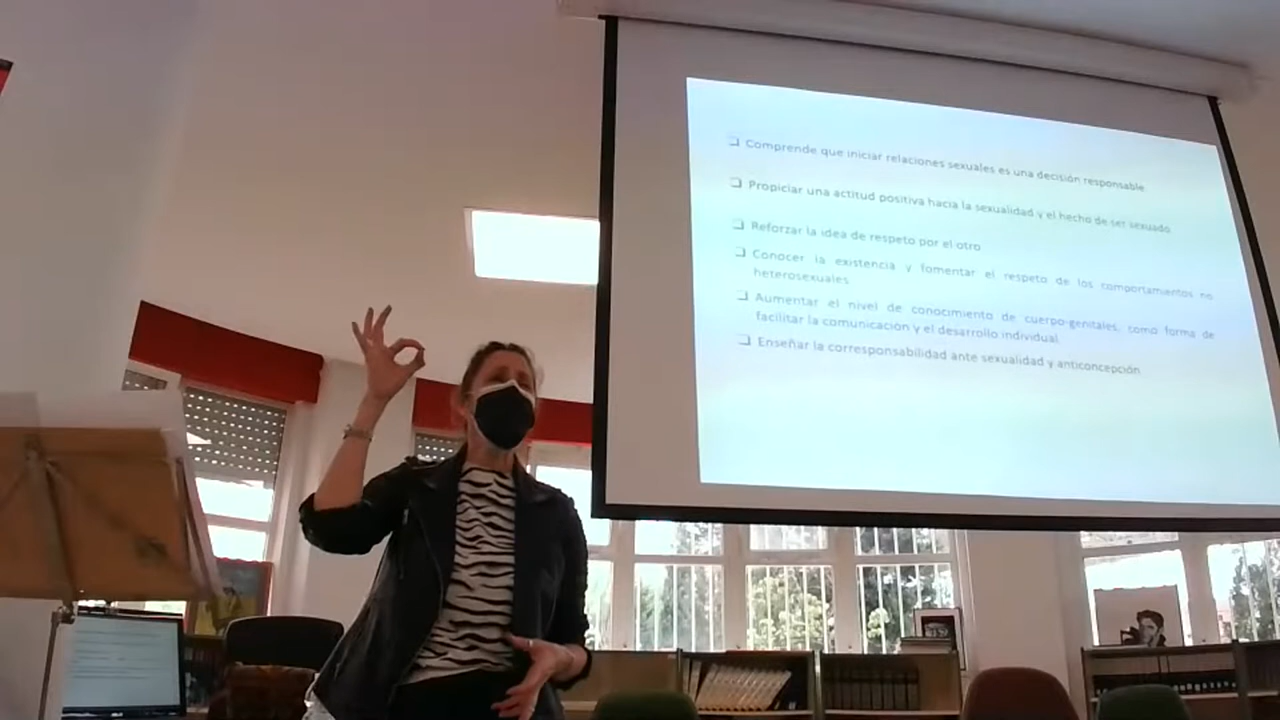 ❑ Comprende que iniciar relaciones sexuales es una decisión responsable
❑ Propiciar una actitud positiva hacia la sexualidad y el hecho de ser sexuado
❑ Reforzar la idea de respeto por el otro
❑ Conocer la existencia y fomentar el respeto de los comportamientos no
heterosexuales
❑ Aumentar el nivel de conocimiento de cuerpo-genitales, como forma de
facilitar la comunicación y el desarrollo individual
❑ Enseñar la corresponsabilidad ante sexualidad y anticoncepción